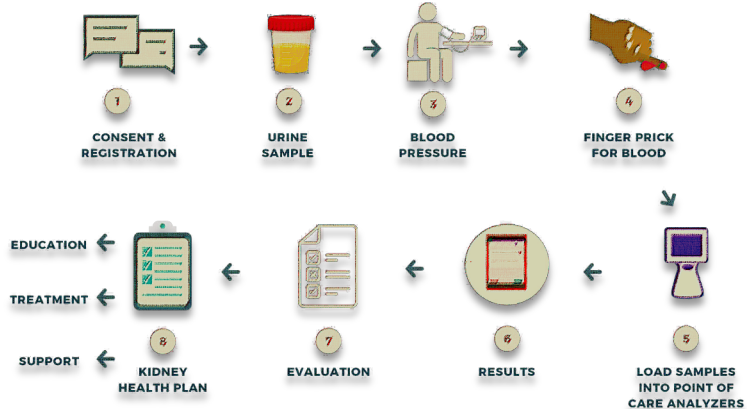 1
CONSENT &
REGISTRATION
2
URINE
SAMPLE
3
BLOOD
PRESSURE
4
FINGER PRICK
FOR BLOOD
5
LOAD SAMPLES
INTO POINT OF
CARE ANALYZERS
6
RESULTS
7
EVALUATION
8
KIDNEY
HEALTH PLAN
EDUCATION
TREATMENT
SUPPORT